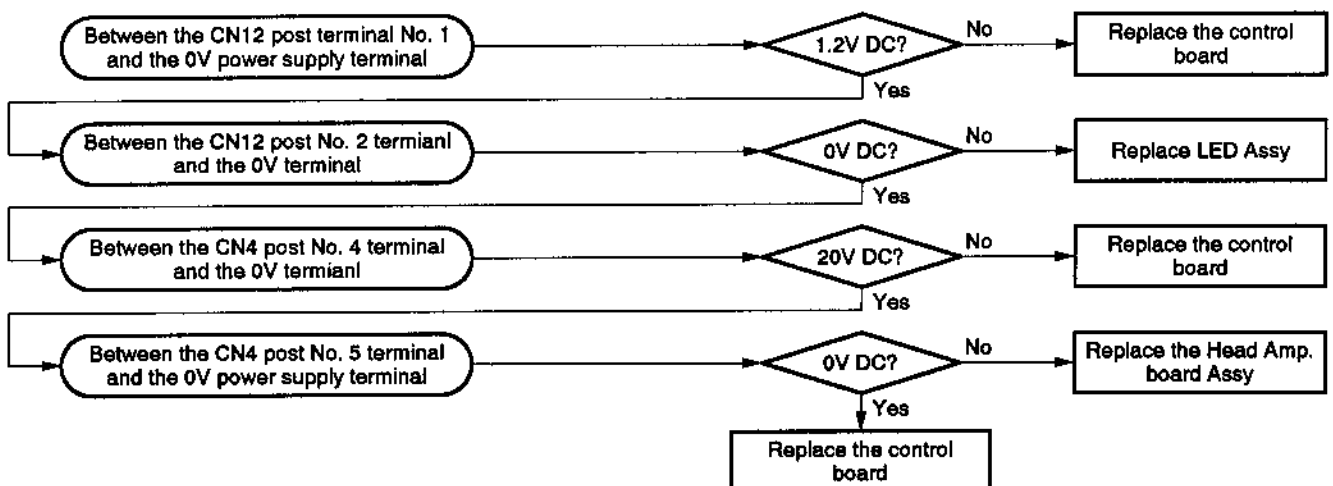 Between the CN12 post terminal No. 1
and the 0V power supply terminal
1.2V DC?
No
Replace the control
board
Yes
Between the CN12 post No. 2 termianl
and the 0V terminal
0V DC?
No
Replace LED Assy
Yes
Between the CN4 post No. 4 terminal
and the 0V termianl
20V DC?
No
Replace the control
board
Yes
Between the CN4 post No. 5 terminal
and the 0V power supply terminal
0V DC?
No
Replace the Head Amp.
board Assy
Yes
Replace the control
board